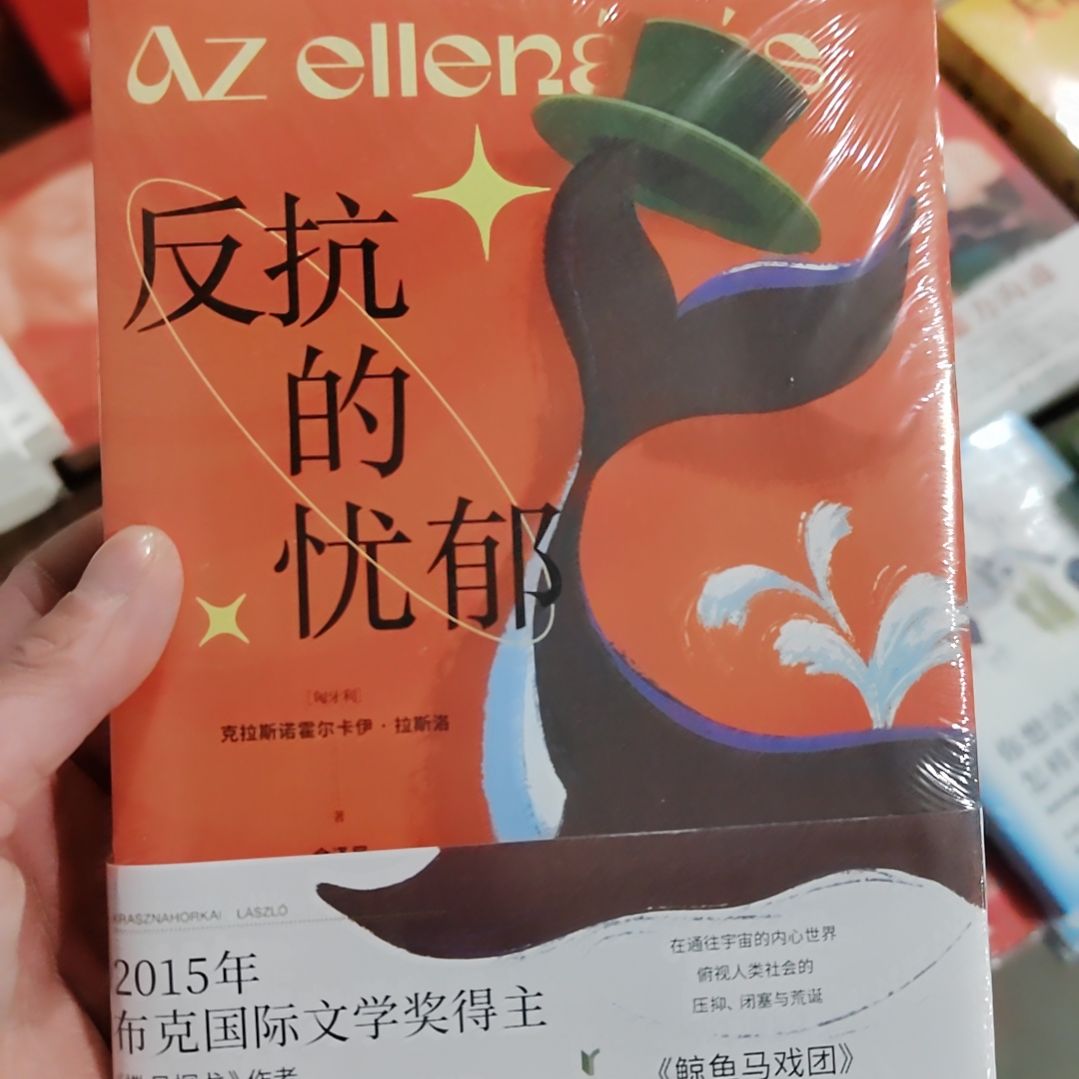 az ellen
反抗
的
忧郁
[匈牙利]
克拉斯诺霍尔卡伊·拉斯洛
著
KRASZNAHORKAI LÁSZLÓ
2015年
布克国际文学奖得主
作者
在通往宇宙的内心世界
俯视人类社会的
压抑、闭塞与荒诞
《鲸鱼马戏团》